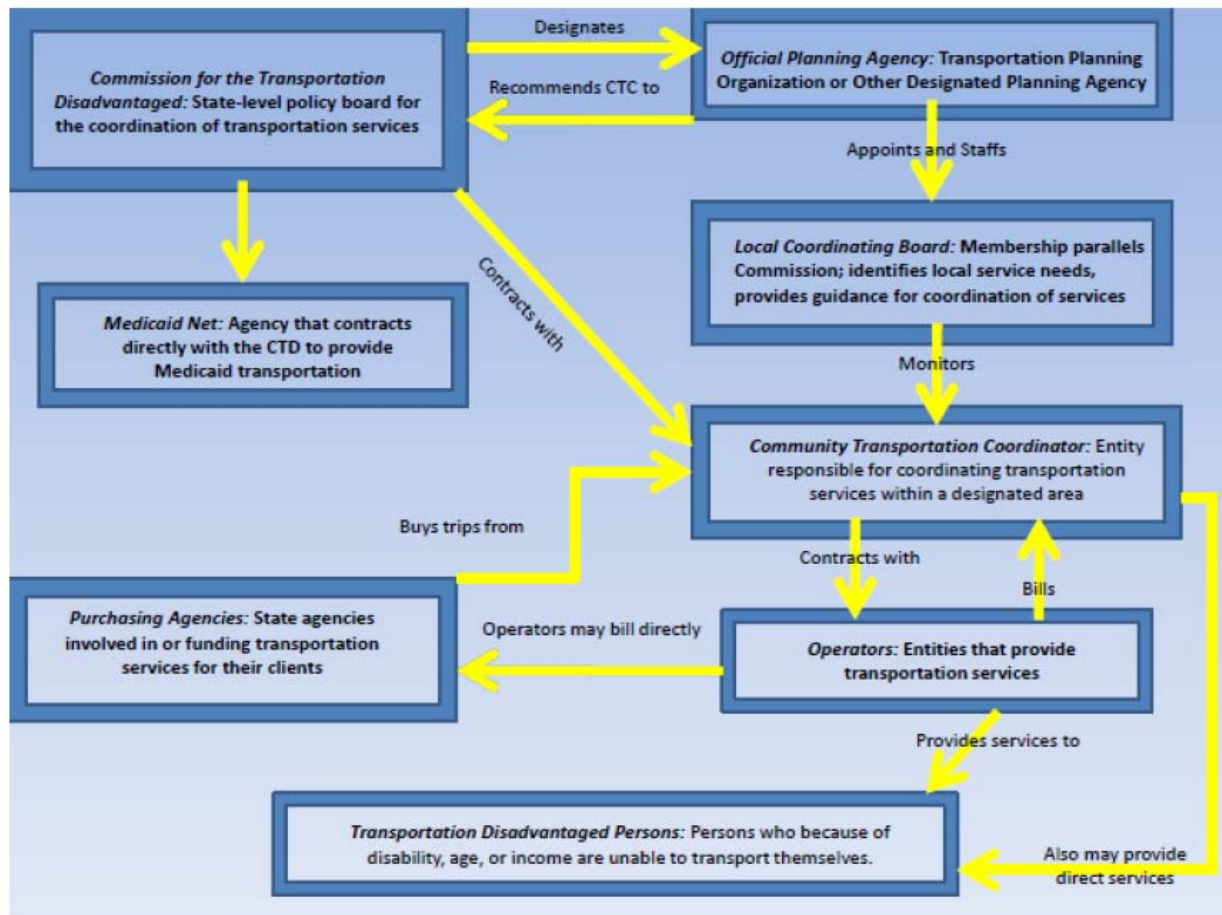 Designates
Commission for the Transportation
Disadvantaged: State-level policy board for
the coordination of transportation services
Official Planning Agency: Transportation Planning
Organization or Other Designated Planning Agency
Recommends CTC to
Appoints and Staffs
Local Coordinating Board: Membership parallels
Commission; identifies local service needs,
provides guidance for coordination of services
Contracts with
Medicaid Net: Agency that contracts
directly with the CTD to provide
Medicaid transportation
Monitors
Community Transportation Coordinator: Entity
responsible for coordinating transportation
services within a designated area
Buys trips from
Contracts with
Bills
Purchasing Agencies: State agencies
involved in or funding transportation
services for their clients
Operators may bill directly
Operators: Entities that provide
transportation services
Provides services to
Transportation Disadvantaged Persons: Persons who because of
disability, age, or income are unable to transport themselves.
Also may provide
direct services